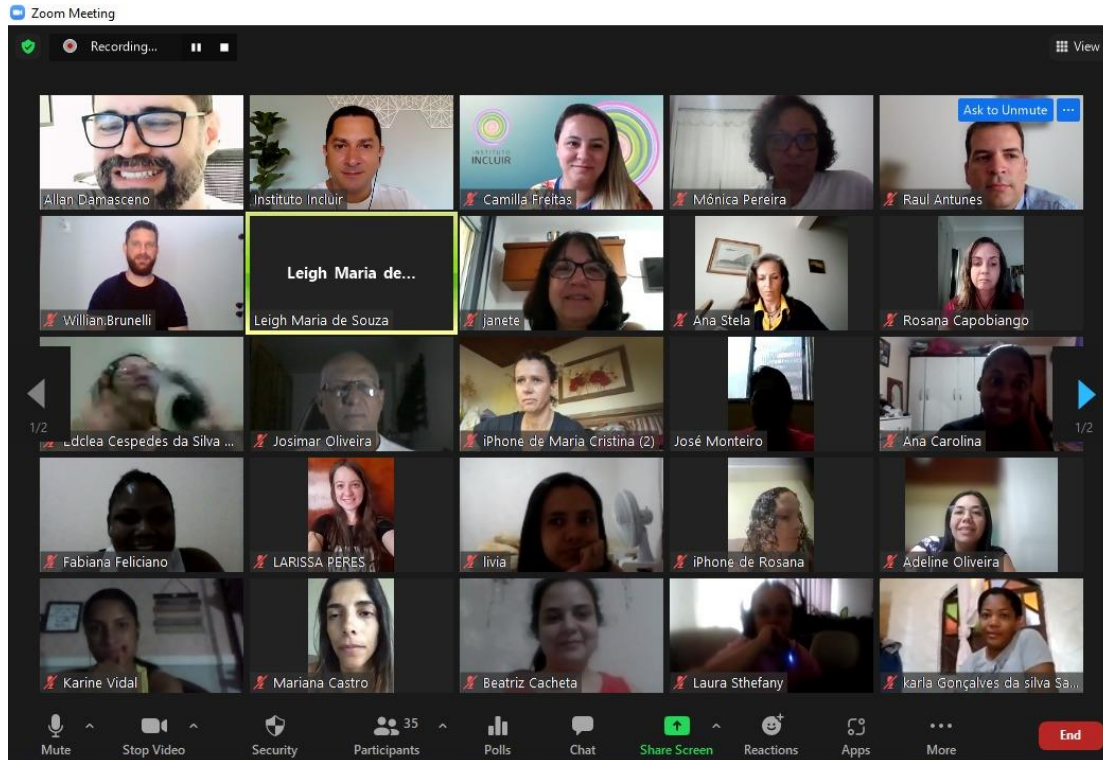 Zoom Meeting
Recording...
View
Allan Damasceno
Instituto Incluir
INSTITUTO
INCLUIR
Camilla Freitas
Mônica Pereira
Ask to Unmute
...
Raul Antunes
Willian.Brunelli
Leigh Maria de...
Leigh Maria de Souza
janete
Ana Stela
Rosana Capobiango
1/2
Edclea Cespedes da Silva ...
Josimar Oliveira
iPhone de Maria Cristina (2)
José Monteiro
Ana Carolina
1/2
Fabiana Feliciano
LARISSA PERES
livia
iPhone de Rosana
Adeline Oliveira
Karine Vidal
Mariana Castro
Beatriz Cacheta
Laura Sthefany
karla Gonçalves da silva Sa...
Mute
Stop Video
Security
35
Participants
Polls
Chat
Share Screen
Reactions
Apps
More
End